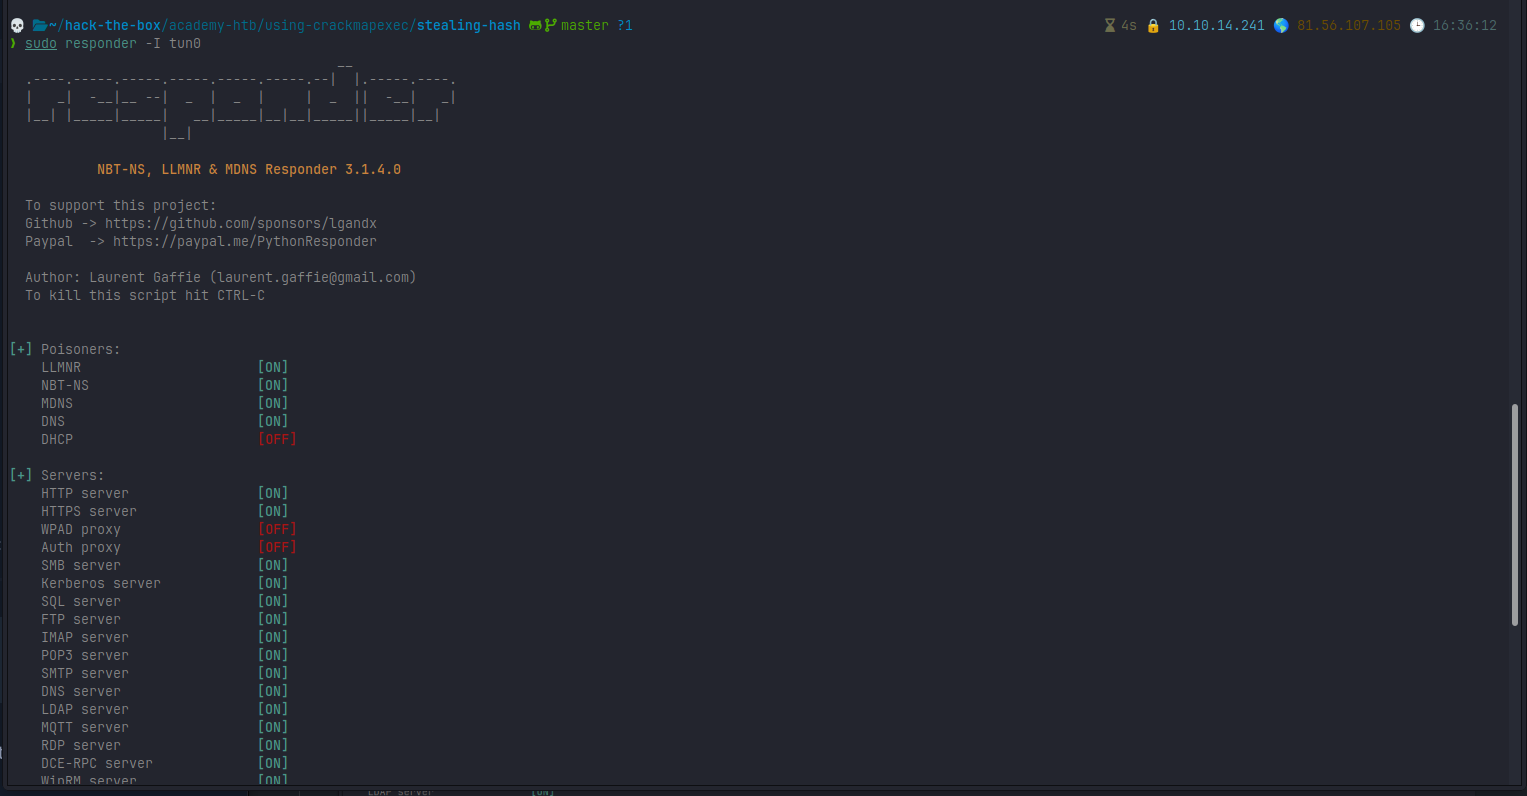 ~/hack-the-box/academy-htb/using-crackmapexec/stealing-hash master ?1 4s 10.10.14.241 81.56.107.105 16:36:12
❯ sudo responder -I tun0
                                         __
  .----.-----.-----.-----.-----.-----.--|  |.-----.----.
  |   _|  -__|__ --|  _  |  _  |     |  _  ||  -__|   _|
  |__| |_____|_____|   __|_____|__|__|_____||_____|__|
                   |__|
NBT-NS, LLMNR & MDNS Responder 3.1.4.0
To support this project:
Github -> https://github.com/sponsors/lgandx
Paypal  -> https://paypal.me/PythonResponder
Author: Laurent Gaffie (laurent.gaffie@gmail.com)
To kill this script hit CTRL-C
[+] Poisoners:
LLMNR [ON]
NBT-NS [ON]
MDNS [ON]
DNS [ON]
DHCP [OFF]
[+] Servers:
HTTP server [ON]
HTTPS server [ON]
WPAD proxy [OFF]
Auth proxy [OFF]
SMB server [ON]
Kerberos server [ON]
SQL server [ON]
FTP server [ON]
IMAP server [ON]
POP3 server [ON]
SMTP server [ON]
DNS server [ON]
LDAP server [ON]
MQTT server [ON]
RDP server [ON]
DCE-RPC server [ON]
WinRM server [ON]
LDAP server [ON]